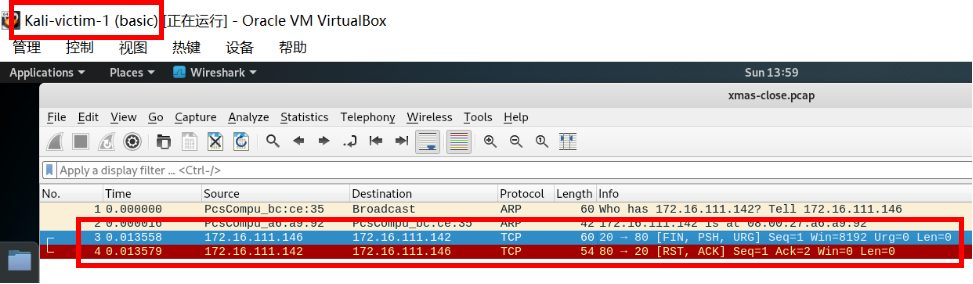 Kali-victim-1 (basic) [正在运行] - Oracle VM VirtualBox
管理 控制 视图 热键 设备 帮助
Applications Places Wireshark Sun 13:59
xmas-close.pcap
File Edit View Go Capture Analyze Statistics Telephony Wireless Tools Help
Apply a display filter ... <Ctrl-/>
No. Time Source Destination Protocol Length Info
1 0.000000 PcsCompu_bc:ce:35 Broadcast ARP 60 Who has 172.16.111.142? Tell 172.16.111.146
2 0.000016 PcsCompu_a6:a9:92 PcsCompu_bc:ce:35 ARP 42 172.16.111.142 is at 08:00:27:a6:a9:92
3 0.013558 172.16.111.146 172.16.111.142 TCP 60 20 → 80 [FIN, PSH, URG] Seq=1 Win=8192 Urg=0 Len=0
4 0.013579 172.16.111.142 172.16.111.146 TCP 54 80 → 20 [RST, ACK] Seq=1 Ack=2 Win=0 Len=0